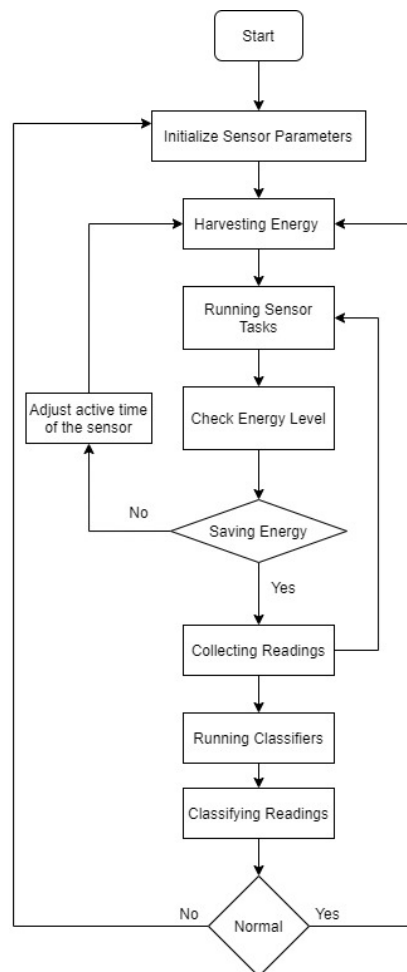 Start
Initialize Sensor Parameters
Harvesting Energy
Running Sensor
Tasks
Adjust active time
of the sensor
Check Energy Level
No
Saving Energy
Yes
Collecting Readings
Running Classifiers
Classifying Readings
No
Normal
Yes